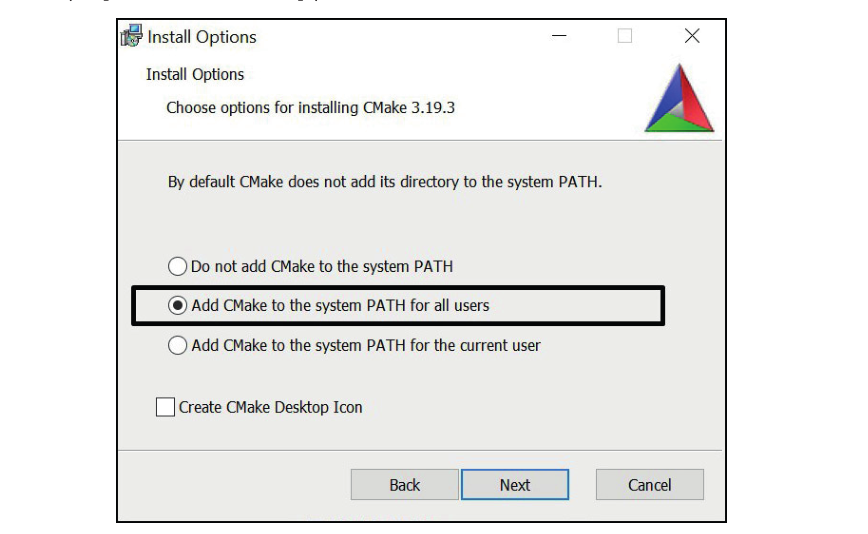 Install Options
Install Options
Choose options for installing CMake 3.19.3
By default CMake does not add its directory to the system PATH.
Do not add CMake to the system PATH
Add CMake to the system PATH for all users
Add CMake to the system PATH for the current user
Create CMake Desktop Icon
Back Next Cancel